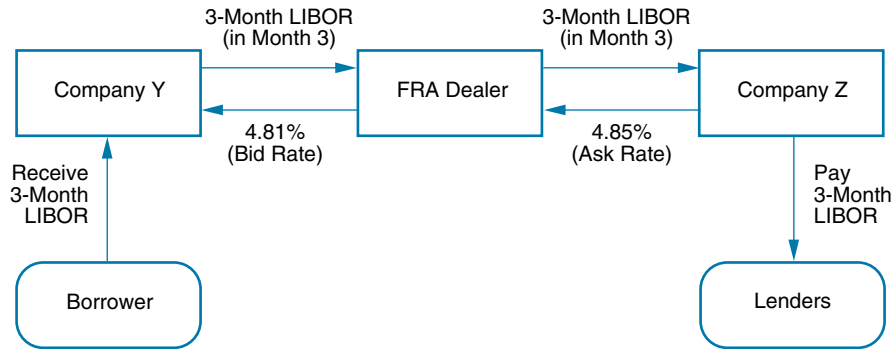 3-Month LIBOR
(in Month 3)
3-Month LIBOR
(in Month 3)
Company Y
FRA Dealer
Company Z
4.81%
(Bid Rate)
4.85%
(Ask Rate)
Receive
3-Month
LIBOR
Pay
3-Month
LIBOR
Borrower
Lenders